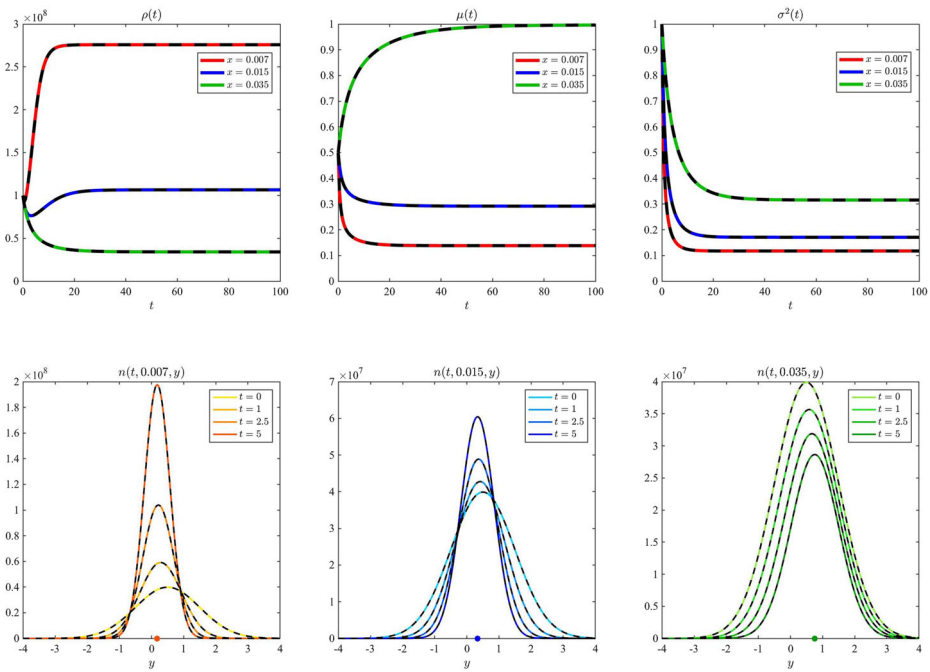 ρ(t)
×10⁸
3
2.5
2
1.5
1
0.5
0
0 20 40 60 80 100
t
x = 0.007
x = 0.015
x = 0.035
μ(t)
1
0.9
0.8
0.7
0.6
0.5
0.4
0.3
0.2
0.1
0
0 20 40 60 80 100
t
x = 0.007
x = 0.015
x = 0.035
σ²(t)
1
0.9
0.8
0.7
0.6
0.5
0.4
0.3
0.2
0.1
0
0 20 40 60 80 100
t
x = 0.007
x = 0.015
x = 0.035
n(t, 0.007, y)
×10⁸
2
1.8
1.6
1.4
1.2
1
0.8
0.6
0.4
0.2
0
-4 -3 -2 -1 0 1 2 3 4
y
t = 0
t = 1
t = 2.5
t = 5
n(t, 0.015, y)
×10⁷
7
6
5
4
3
2
1
0
-4 -3 -2 -1 0 1 2 3 4
y
t = 0
t = 1
t = 2.5
t = 5
n(t, 0.035, y)
×10⁷
4
3.5
3
2.5
2
1.5
1
0.5
0
-4 -3 -2 -1 0 1 2 3 4
y
t = 0
t = 1
t = 2.5
t = 5